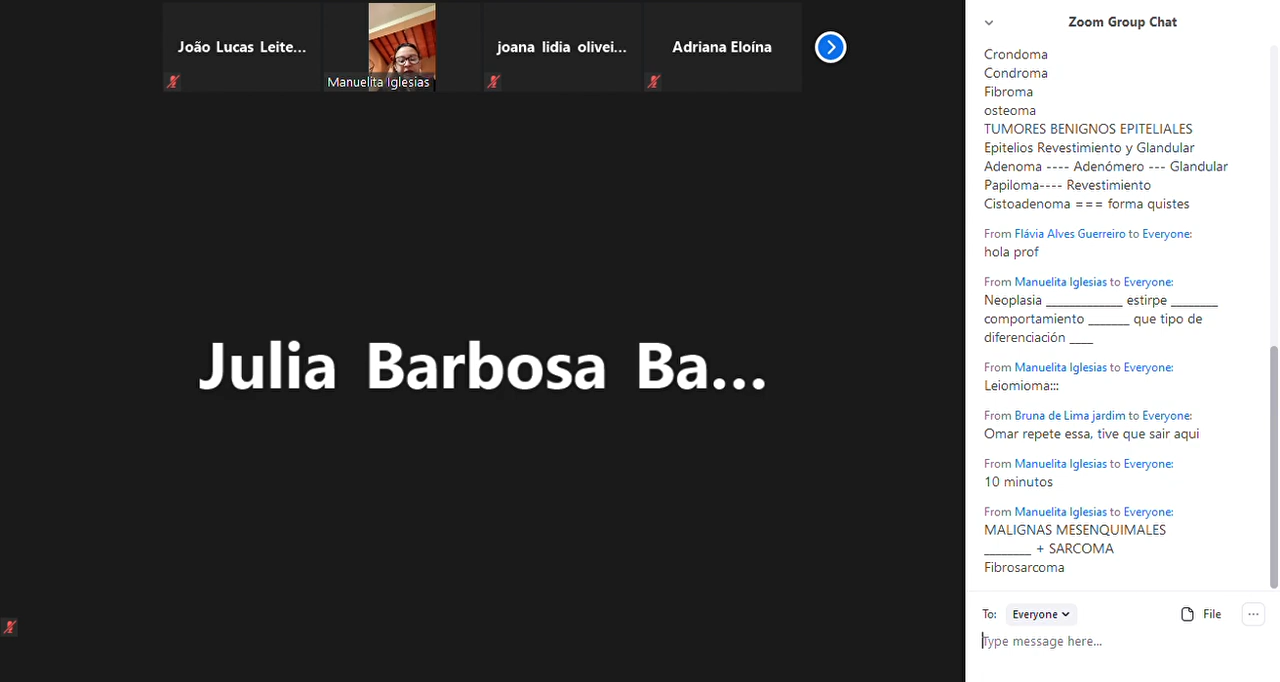 João Lucas Leite...
Manuelita Iglesias
joana lidia olivei...
Adriana Eloína
Julia Barbosa Ba...
Zoom Group Chat
Crondoma
Condroma
Fibroma
osteoma
TUMORES BENIGNOS EPITELIALES
Epitelios Revestimiento y Glandular
Adenoma ---- Adenómero --- Glandular
Papiloma---- Revestimiento
Cistoadenoma === forma quistes
From Flávia Alves Guerreiro to Everyone:
hola prof
From Manuelita Iglesias to Everyone:
Neoplasia _____________ estirpe ________
comportamiento _______ que tipo de
diferenciación ____
From Manuelita Iglesias to Everyone:
Leiomioma:::
From Bruna de Lima jardim to Everyone:
Omar repete essa, tive que sair aqui
From Manuelita Iglesias to Everyone:
10 minutos
From Manuelita Iglesias to Everyone:
MALIGNAS MESENQUIMALES
________ + SARCOMA
Fibrosarcoma
To: Everyone File ...
Type message here...